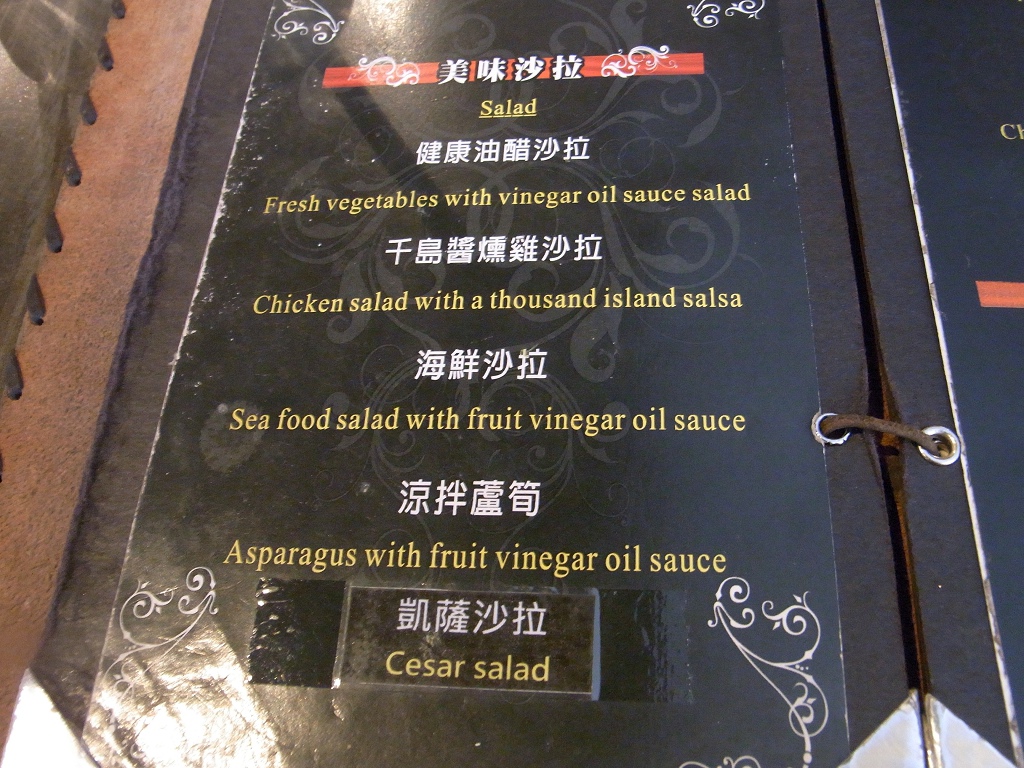 美味沙拉
Salad
健康油醋沙拉
Fresh vegetables with vinegar oil sauce salad
千島醬燻雞沙拉
Chicken salad with a thousand island salsa
海鮮沙拉
Sea food salad with fruit vinegar oil sauce
涼拌蘆筍
Asparagus with fruit vinegar oil sauce
凱薩沙拉
Cesar salad